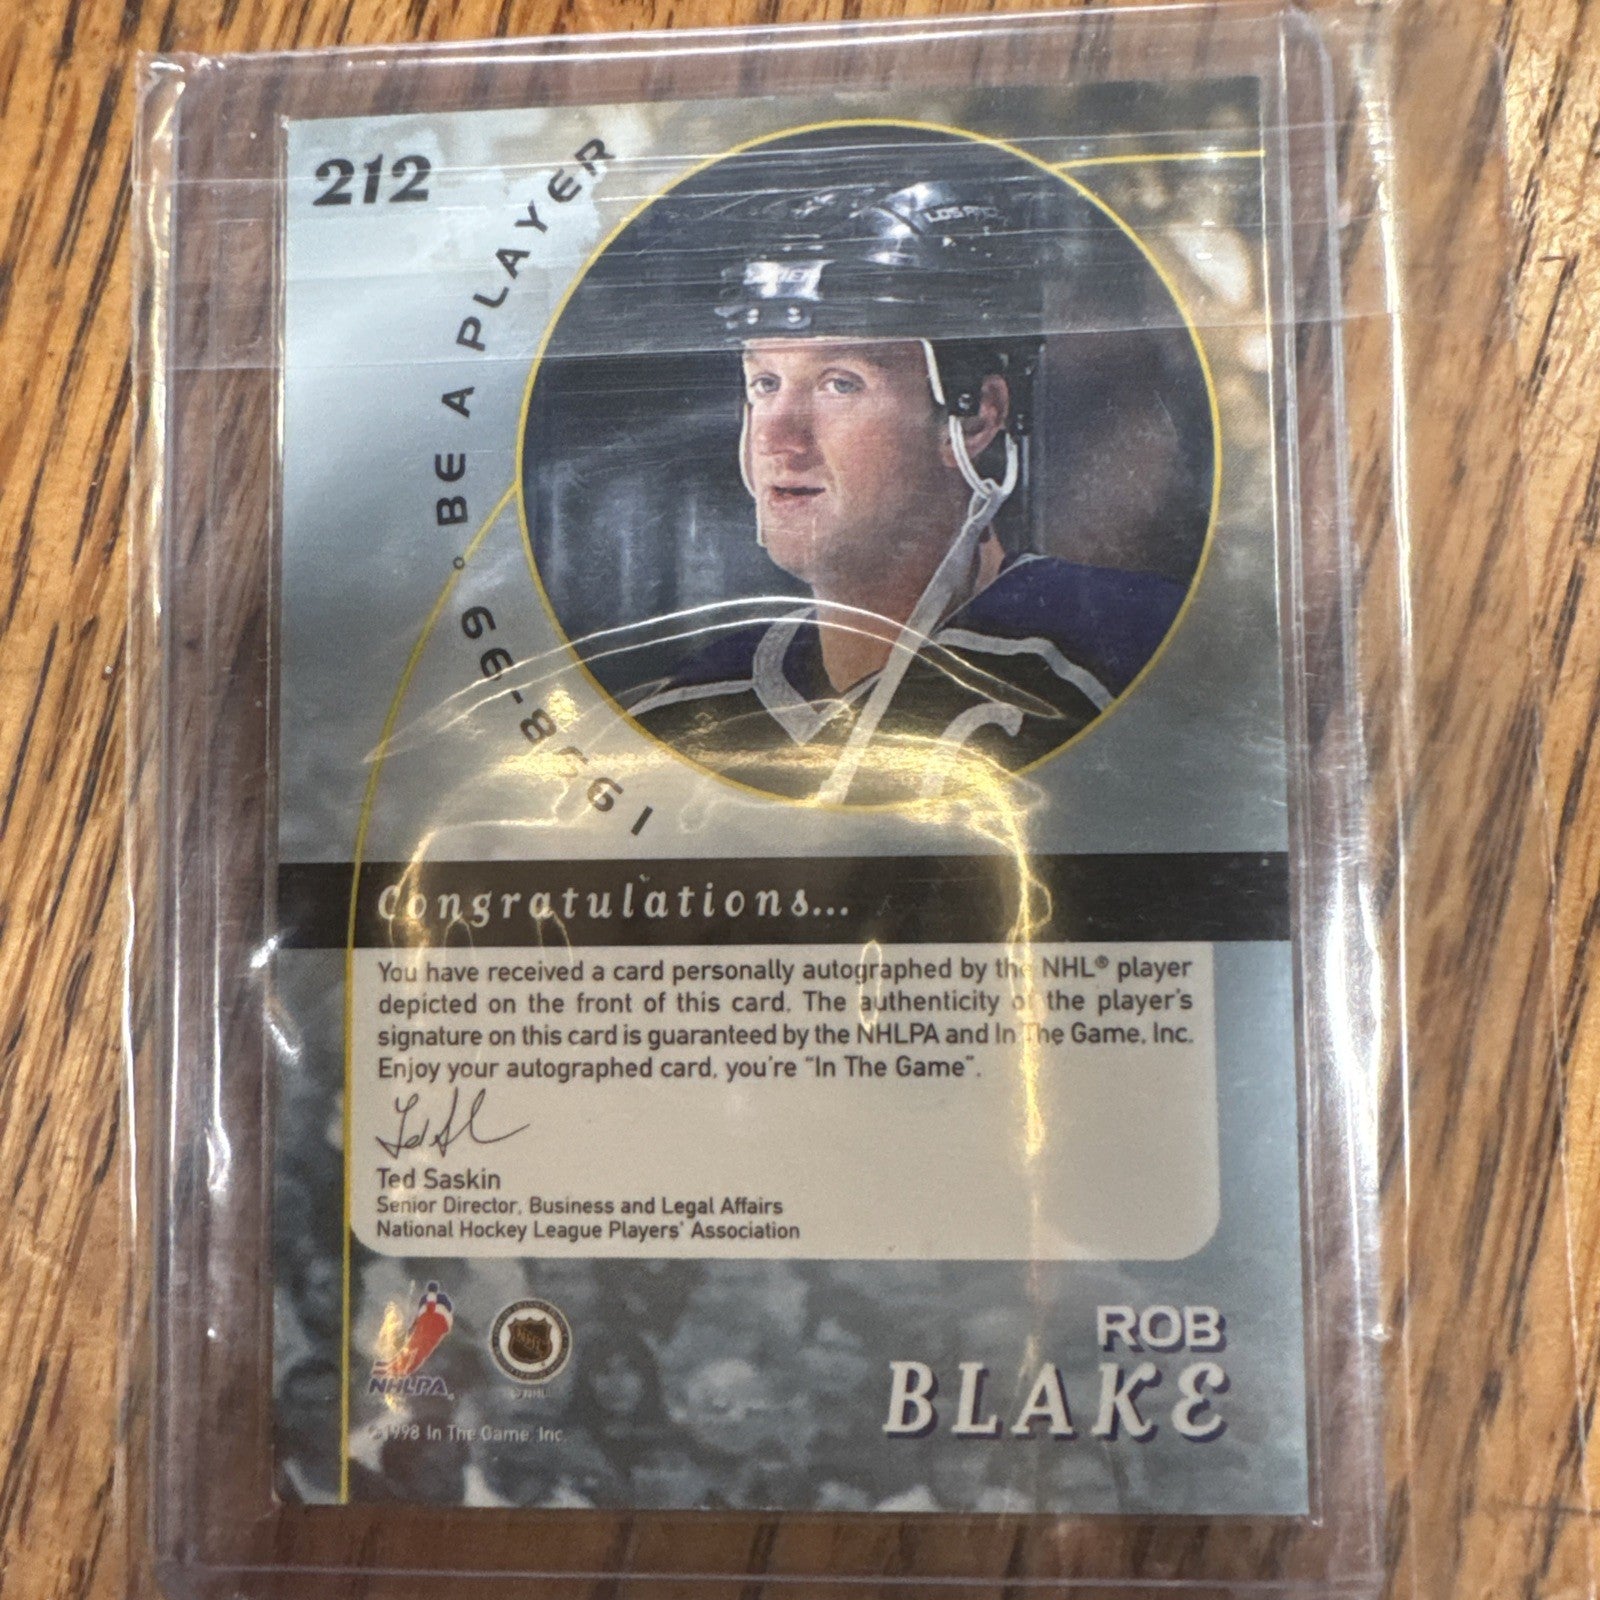 212
1998-99 ◦ BE A PLAYER
Congratulations...
You have received a card personally autographed by the NHL® player
depicted on the front of this card. The authenticity of the player's
signature on this card is guaranteed by the NHLPA and In The Game, Inc.
Enjoy your autographed card, you're "In The Game".
Ted Saskin
Senior Director, Business and Legal Affairs
National Hockey League Players' Association
NHLPA
NHL
©1998 In The Game, Inc.
ROB
BLAKE